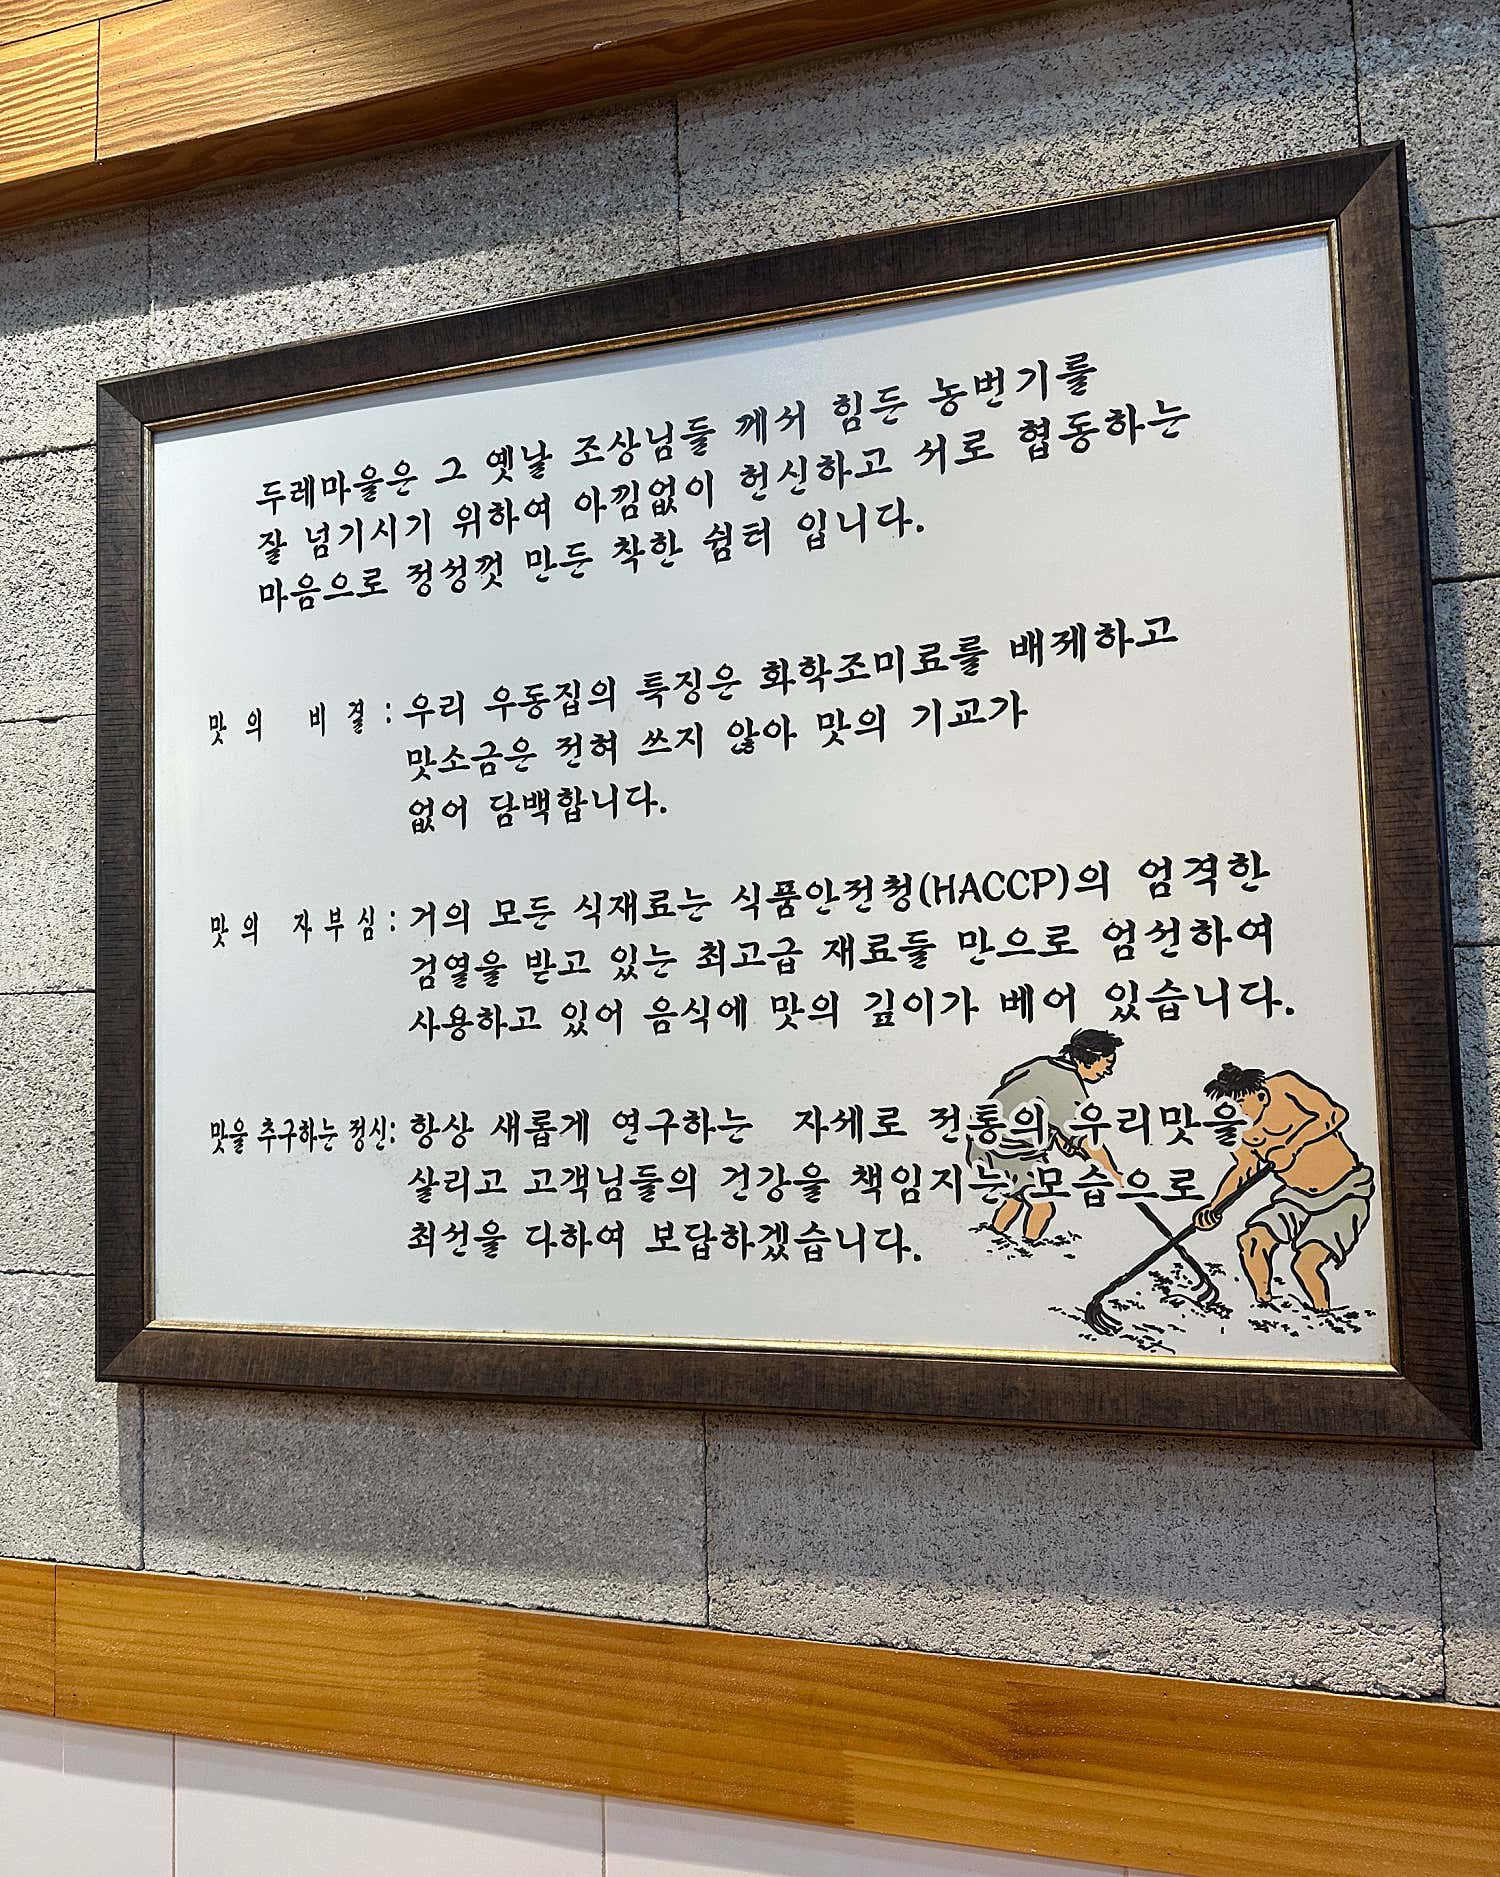 두레마을은 그 옛날 조상님들 께서 힘든 농번기를
잘 넘기시기 위하여 아낌없이 헌신하고 서로 협동하는
마음으로 정성껏 만든 착한 쉼터 입니다.
맛의 비결 : 우리 우동집의 특징은 화학조미료를 배제하고
맛소금은 전혀 쓰지 않아 맛의 기교가
없어 담백합니다.
맛의 자부심 : 거의 모든 식재료는 식품안전청(HACCP)의 엄격한
검열을 받고 있는 최고급 재료들 만으로 엄선하여
사용하고 있어 음식에 맛의 깊이가 베어 있습니다.
맛을 추구하는 정신: 항상 새롭게 연구하는 자세로 전통의 우리맛을
살리고 고객님들의 건강을 책임지는 모습으로
최선을 다하여 보답하겠습니다.